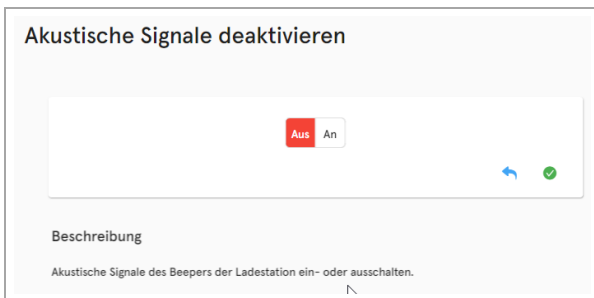 Akustische Signale deaktivieren
Aus An
Beschreibung
Akustische Signale des Beepers der Ladestation ein- oder ausschalten.